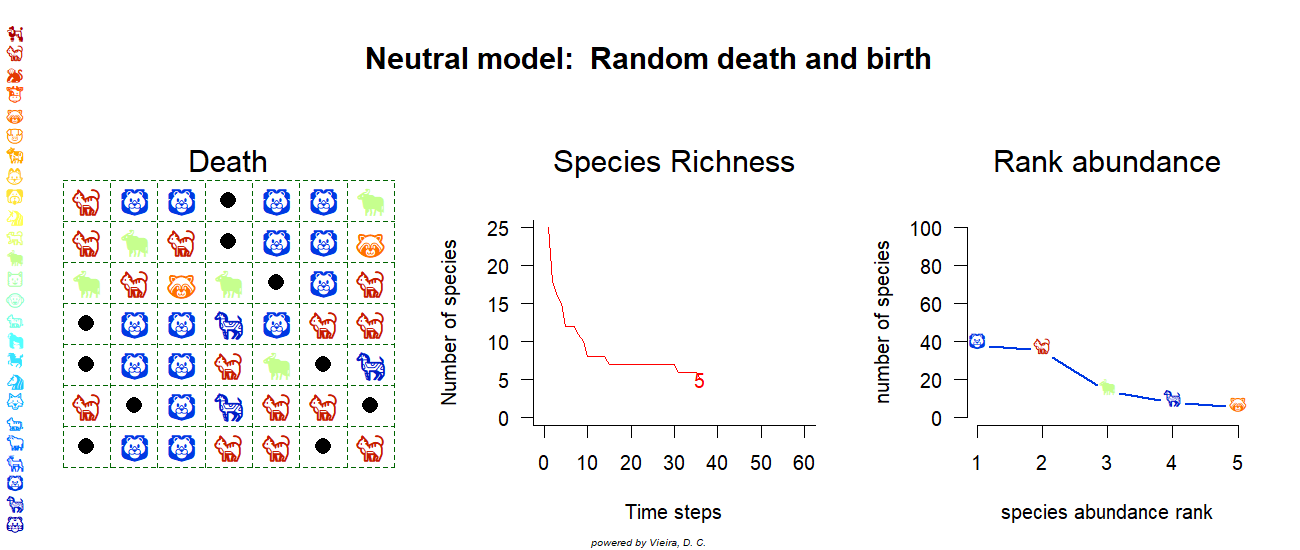 Neutral model:  Random death and birth
Death
Species Richness
Rank abundance
Number of species
25
20
15
10
5
0
5
0 10 20 30 40 50 60
Time steps
number of species
100
80
60
40
20
0
1 2 3 4 5
species abundance rank
powered by Vieira, D. C.